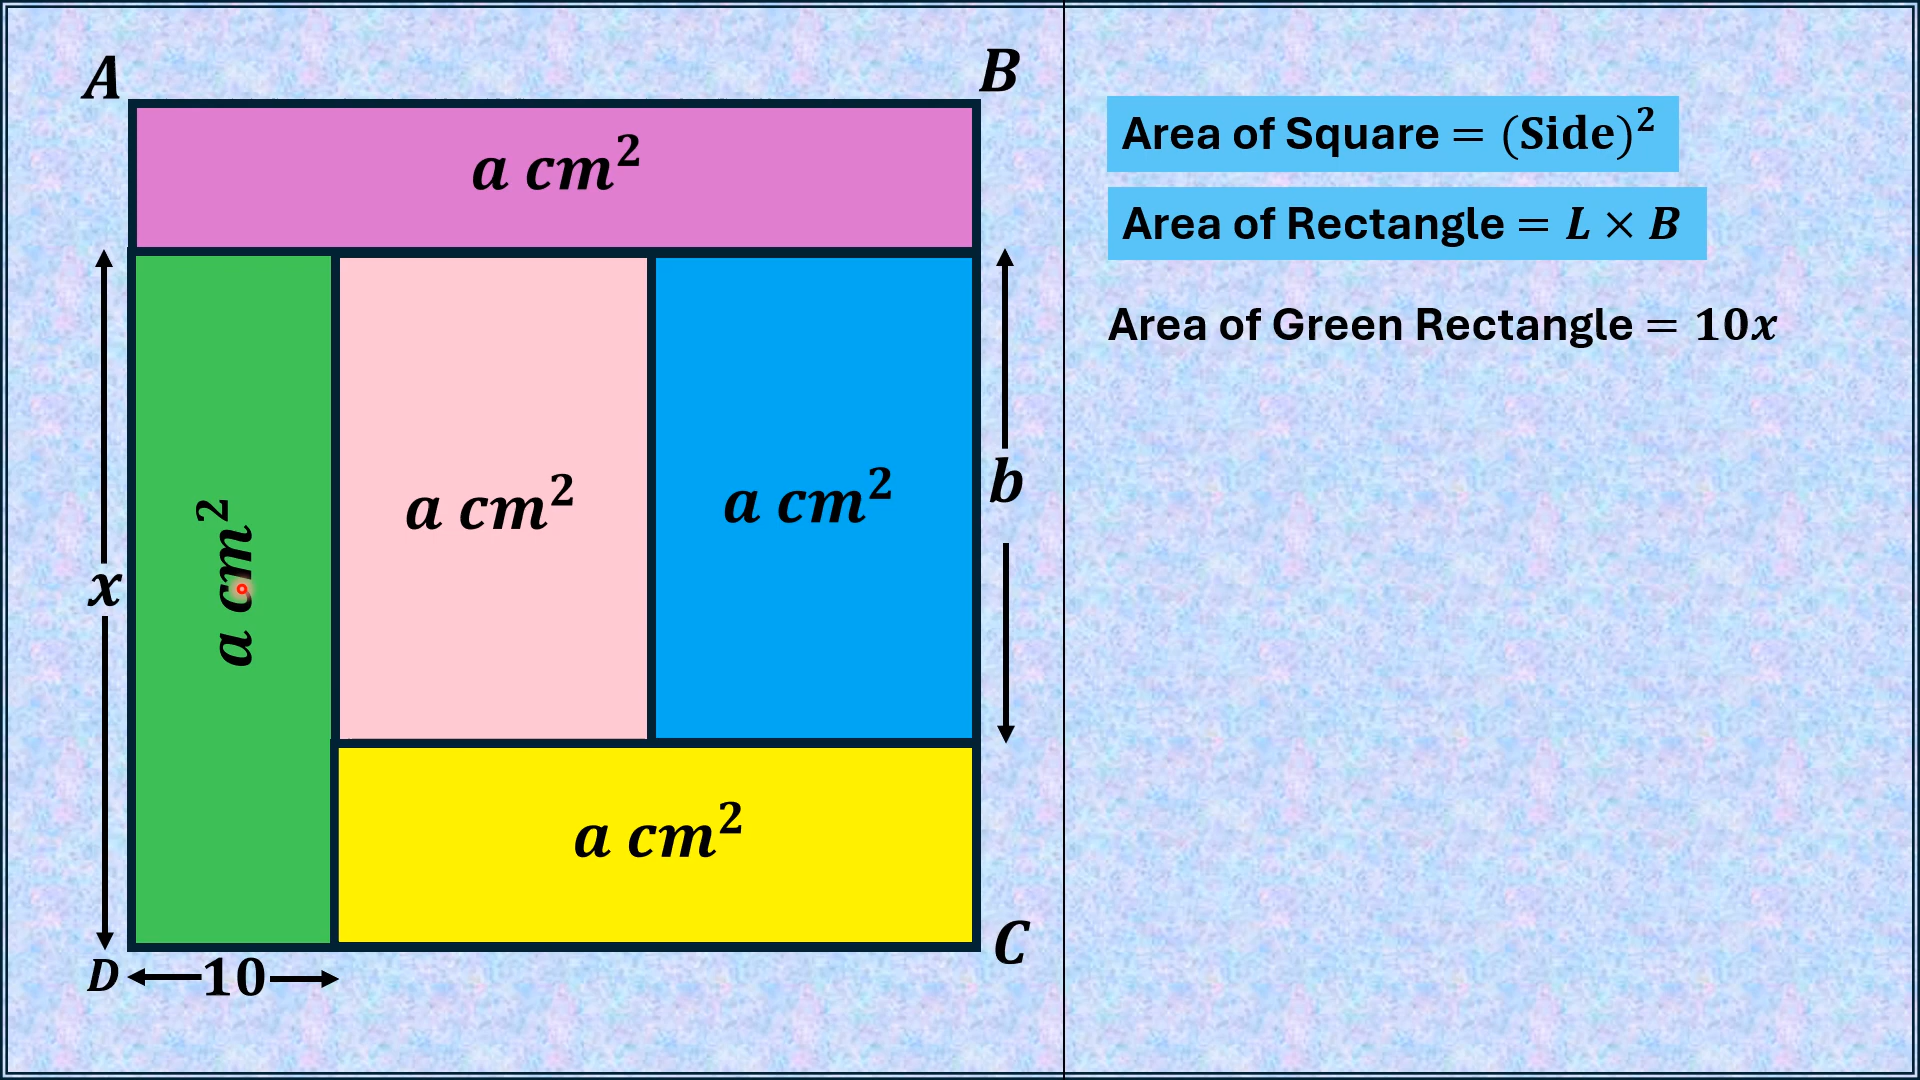 A
B
a cm²
Area of Square = (Side)²
Area of Rectangle = L × B
Area of Green Rectangle = 10x
x
a cm²
a cm²
a cm²
b
a cm²
D
10
C